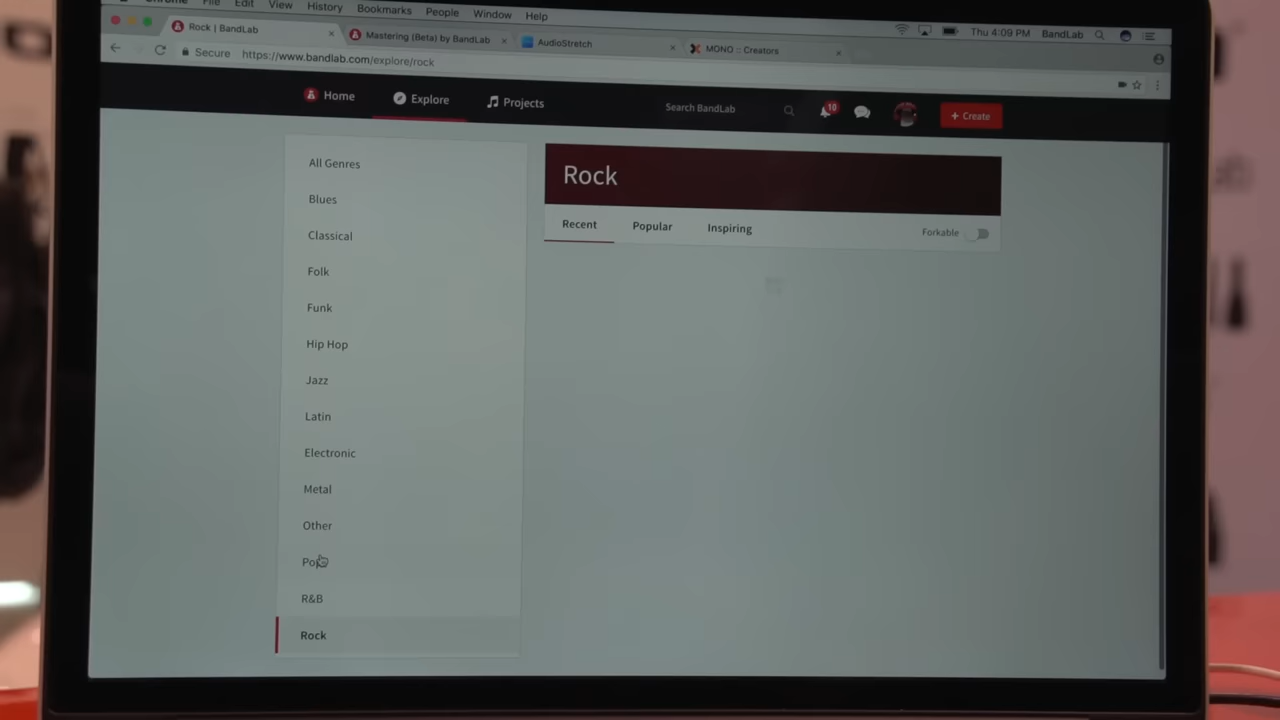 Chrome File Edit View History Bookmarks People Window Help Thu 4:09 PM BandLab
Rock | BandLab Mastering (Beta) by BandLab AudioStretch MONO :: Creators
Secure https://www.bandlab.com/explore/rock
Home Explore Projects Search BandLab 10 + Create
All Genres
Blues
Classical
Folk
Funk
Hip Hop
Jazz
Latin
Electronic
Metal
Other
Pop
R&B
Rock
Rock
Recent Popular Inspiring Forkable